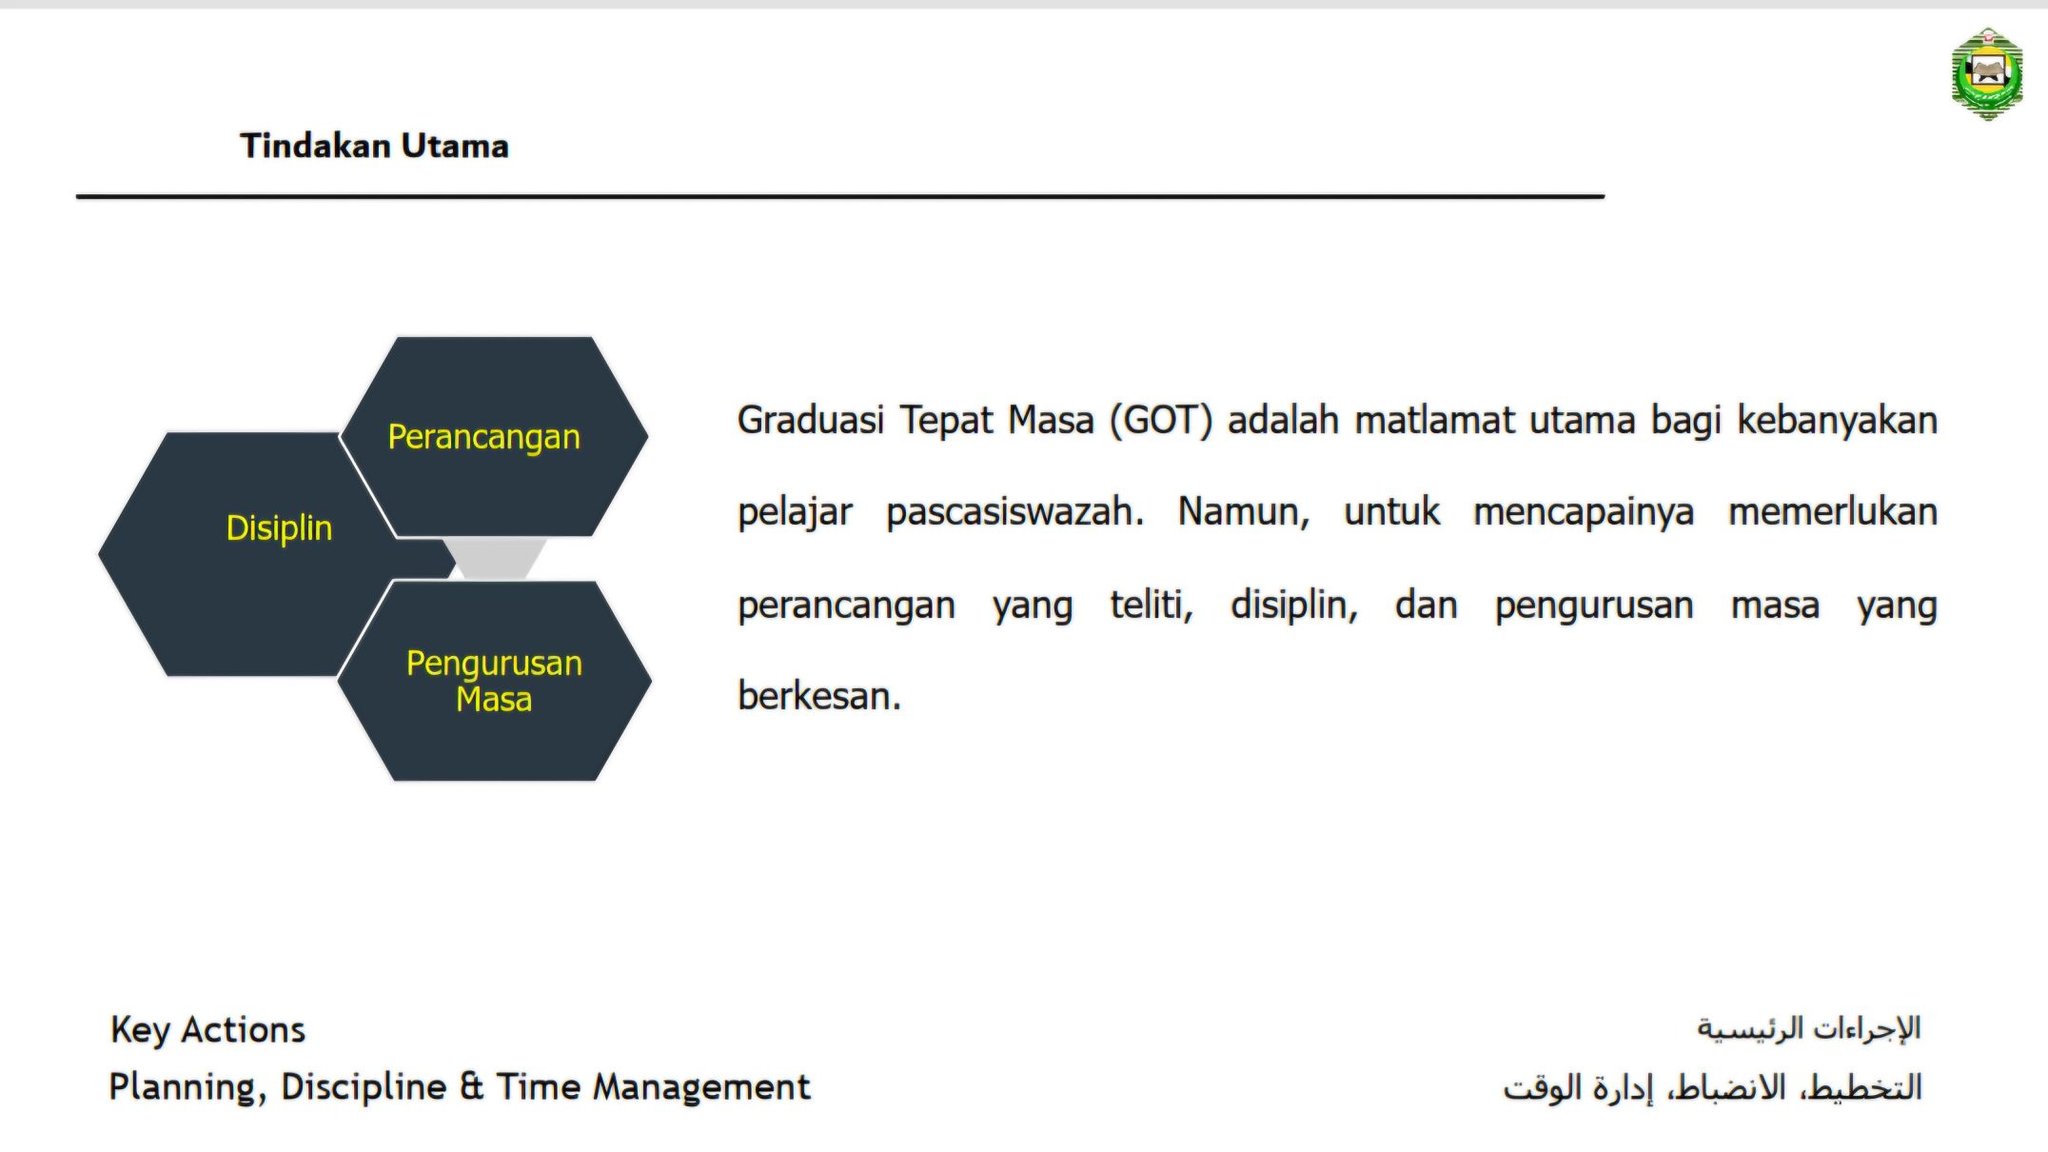 Tindakan Utama
Perancangan
Disiplin
Pengurusan
Masa
Graduasi Tepat Masa (GOT) adalah matlamat utama bagi kebanyakan
pelajar pascasiswazah. Namun, untuk mencapainya memerlukan
perancangan yang teliti, disiplin, dan pengurusan masa yang
berkesan.
Key Actions
Planning, Discipline & Time Management
الإجراءات الرئيسية
التخطيط، الانضباط، إدارة الوقت